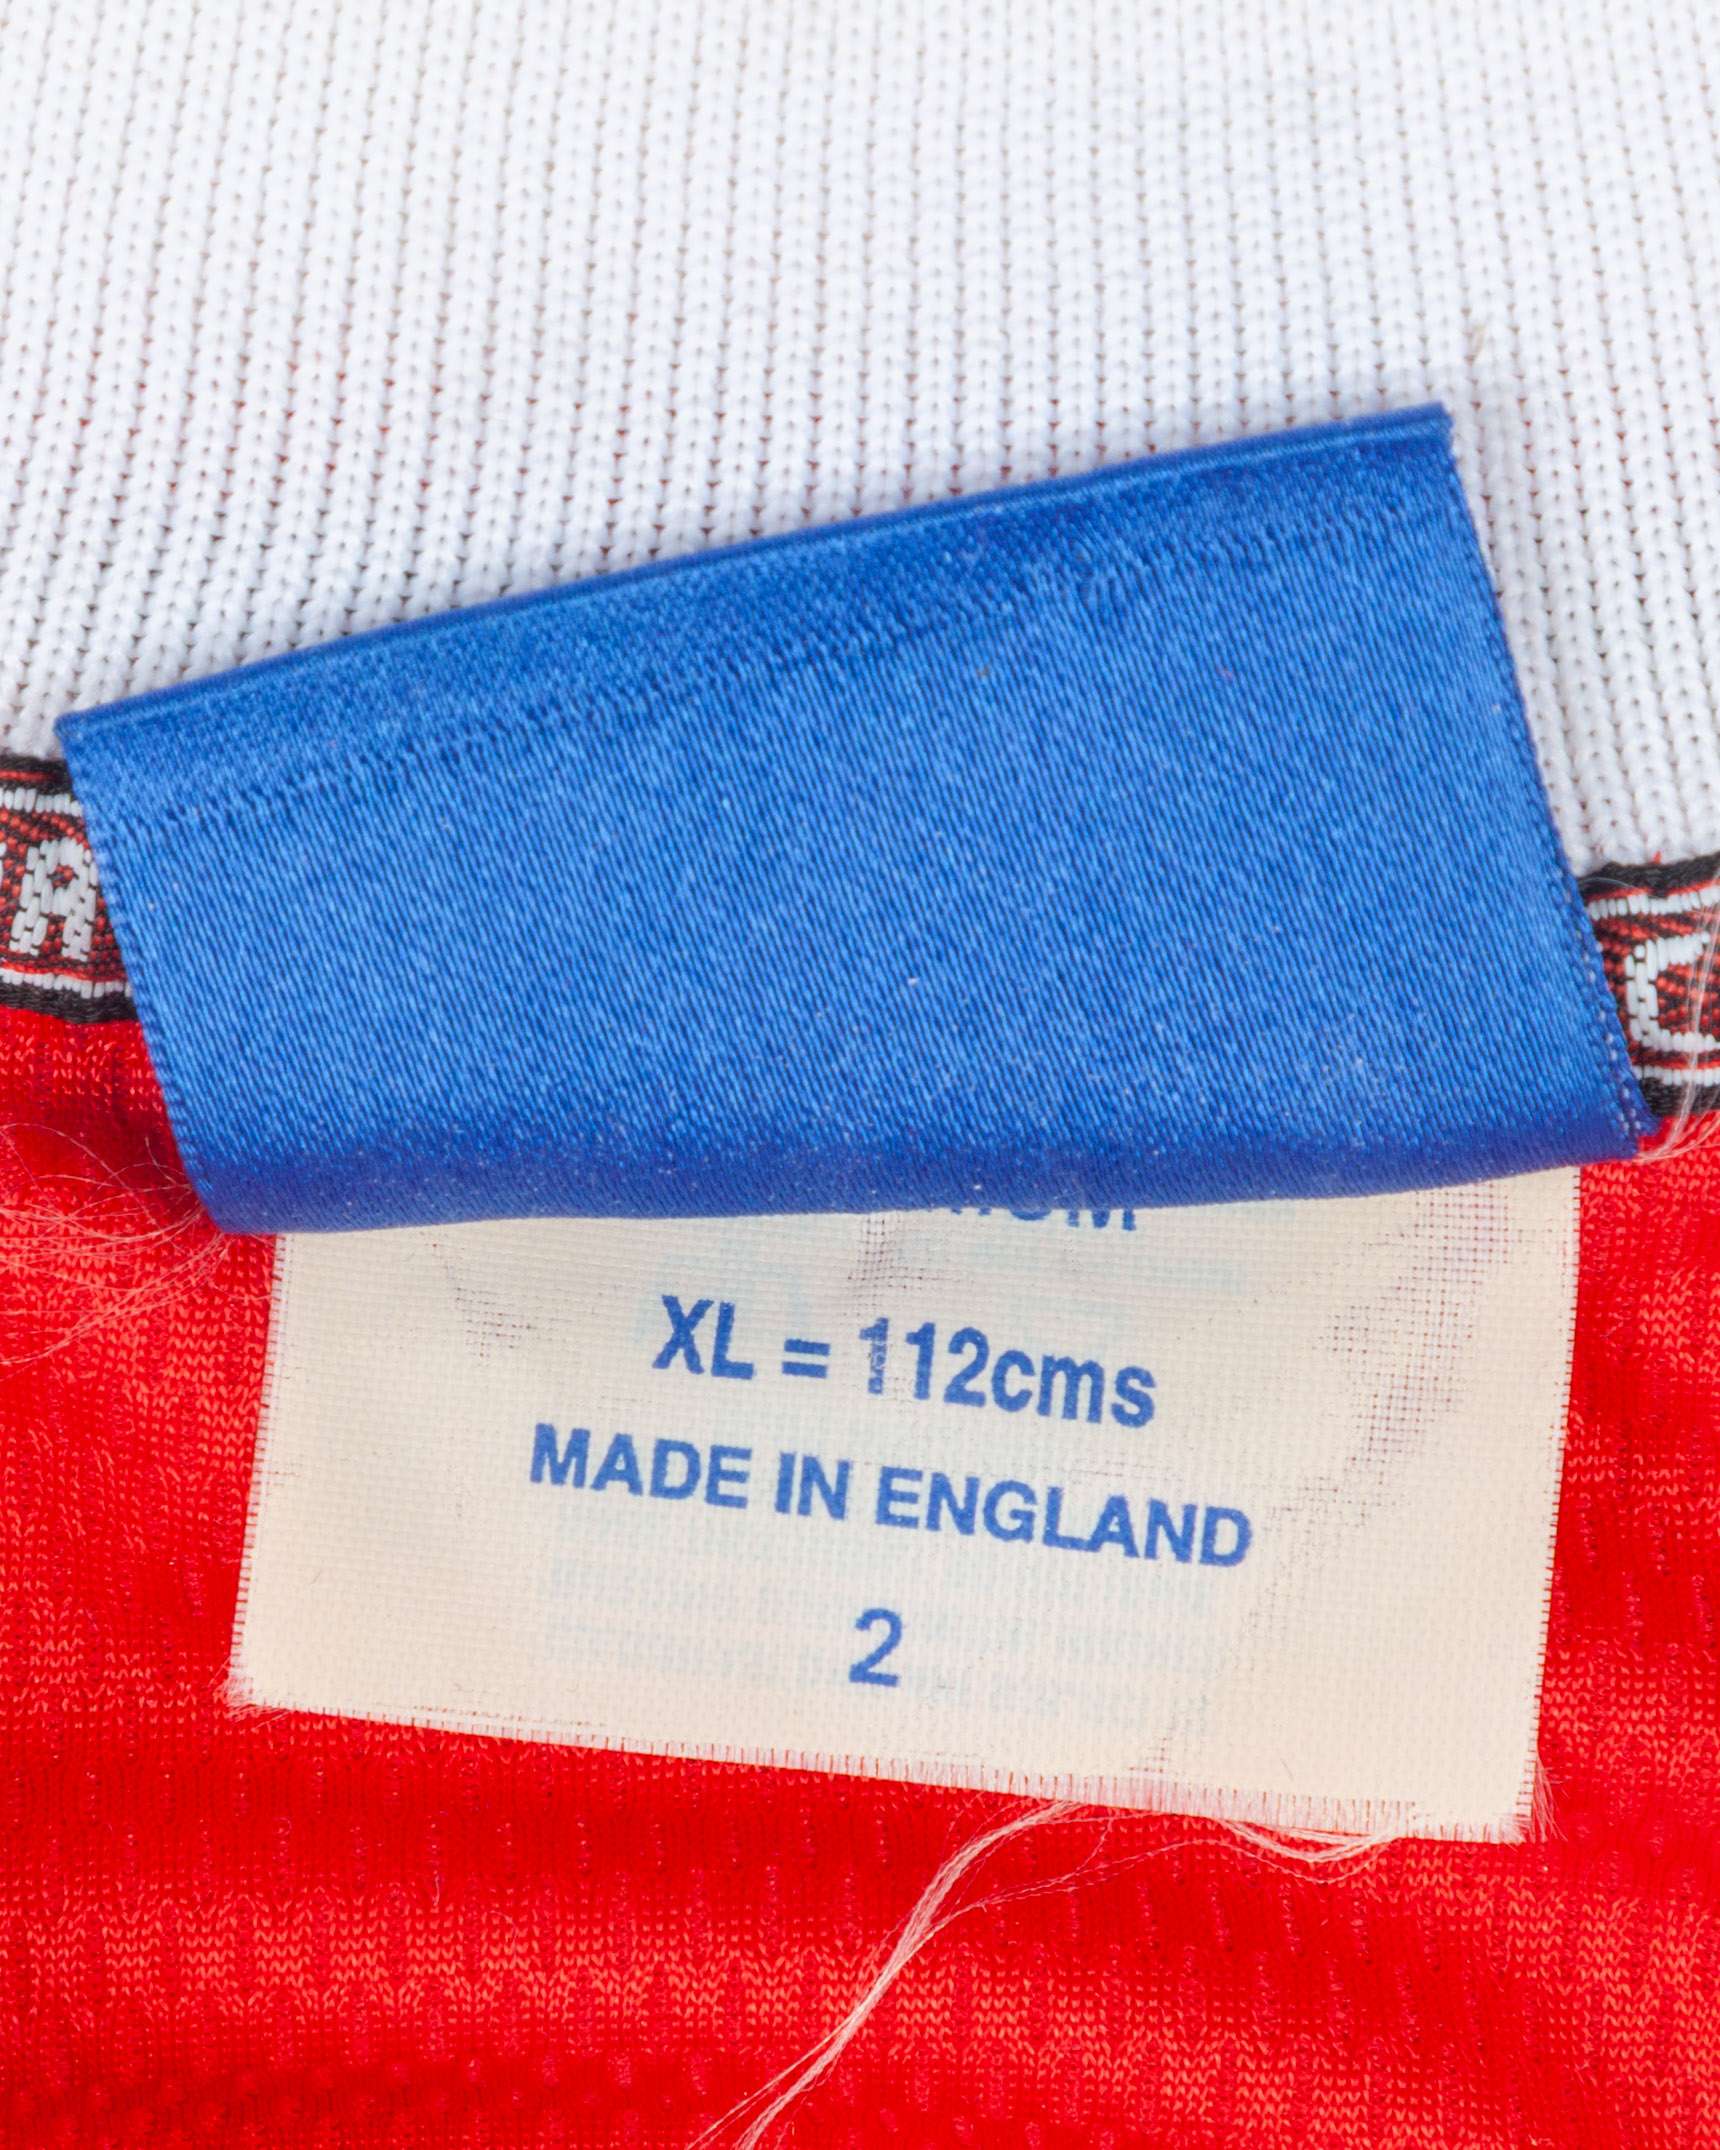 XL = 112cms
MADE IN ENGLAND
2